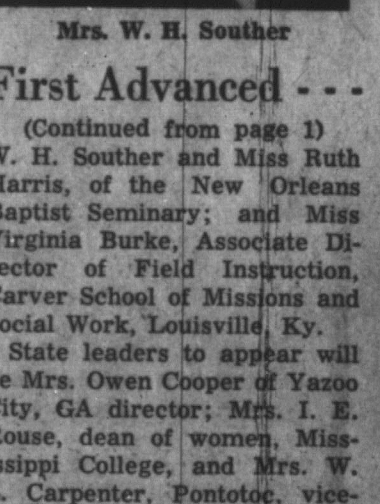 Mrs. W. H. Souther
First Advanced - - -
(Continued from page 1)
W. H. Souther and Miss Ruth
Harris, of the New Orleans
Baptist Seminary; and Miss
Virginia Burke, Associate Di-
ector of Field Instruction,
Carver School of Missions and
ocial Work, Louisville, Ky.
State leaders to appear will
e Mrs. Owen Cooper of Yazoo
City, GA director; Mrs. I. E.
Rouse, dean of women, Miss-
ssippi College, and Mrs. W.
. Carpenter, Pontotoc, vice-